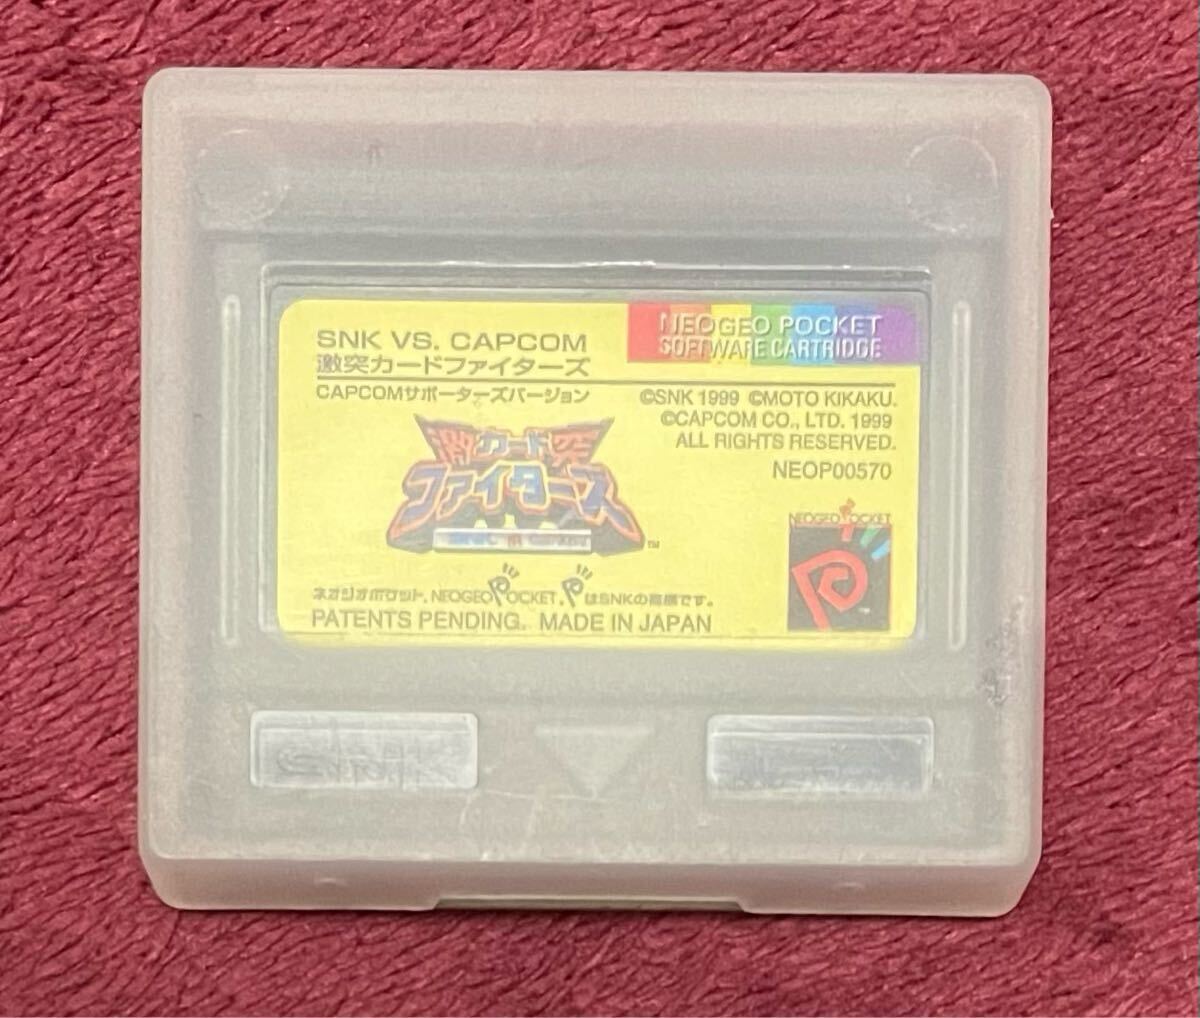 SNK VS. CAPCOM
激突カードファイターズ
CAPCOMサポーターズバージョン
NEOGEO POCKET
SOFTWARE CARTRIDGE
©SNK 1999 ©MOTO KIKAKU.
©CAPCOM CO., LTD. 1999
ALL RIGHTS RESERVED.
NEOP00570
激突カード
ファイターズ
™
NEOGEO POCKET
ネオジオポケット, NEOGEO POCKET, P はSNKの商標です。
PATENTS PENDING. MADE IN JAPAN